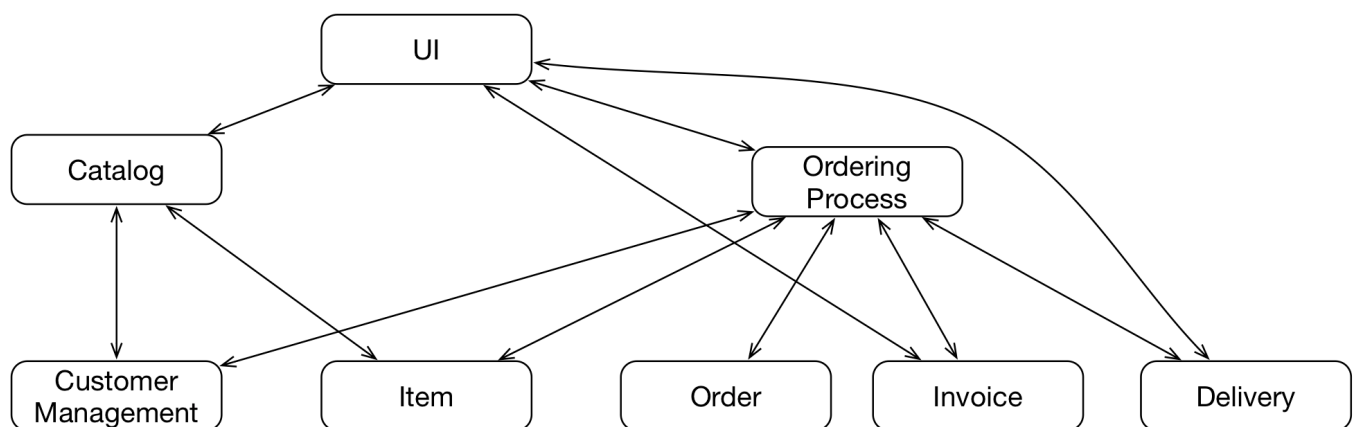 UI
Catalog
Ordering
Process
Customer
Management
Item
Order
Invoice
Delivery